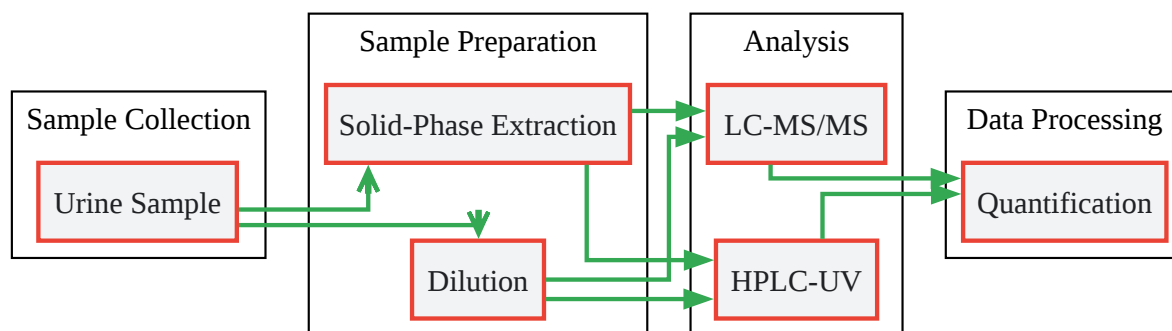 Sample Collection
Urine Sample
Sample Preparation
Solid-Phase Extraction
Dilution
Analysis
LC-MS/MS
HPLC-UV
Data Processing
Quantification